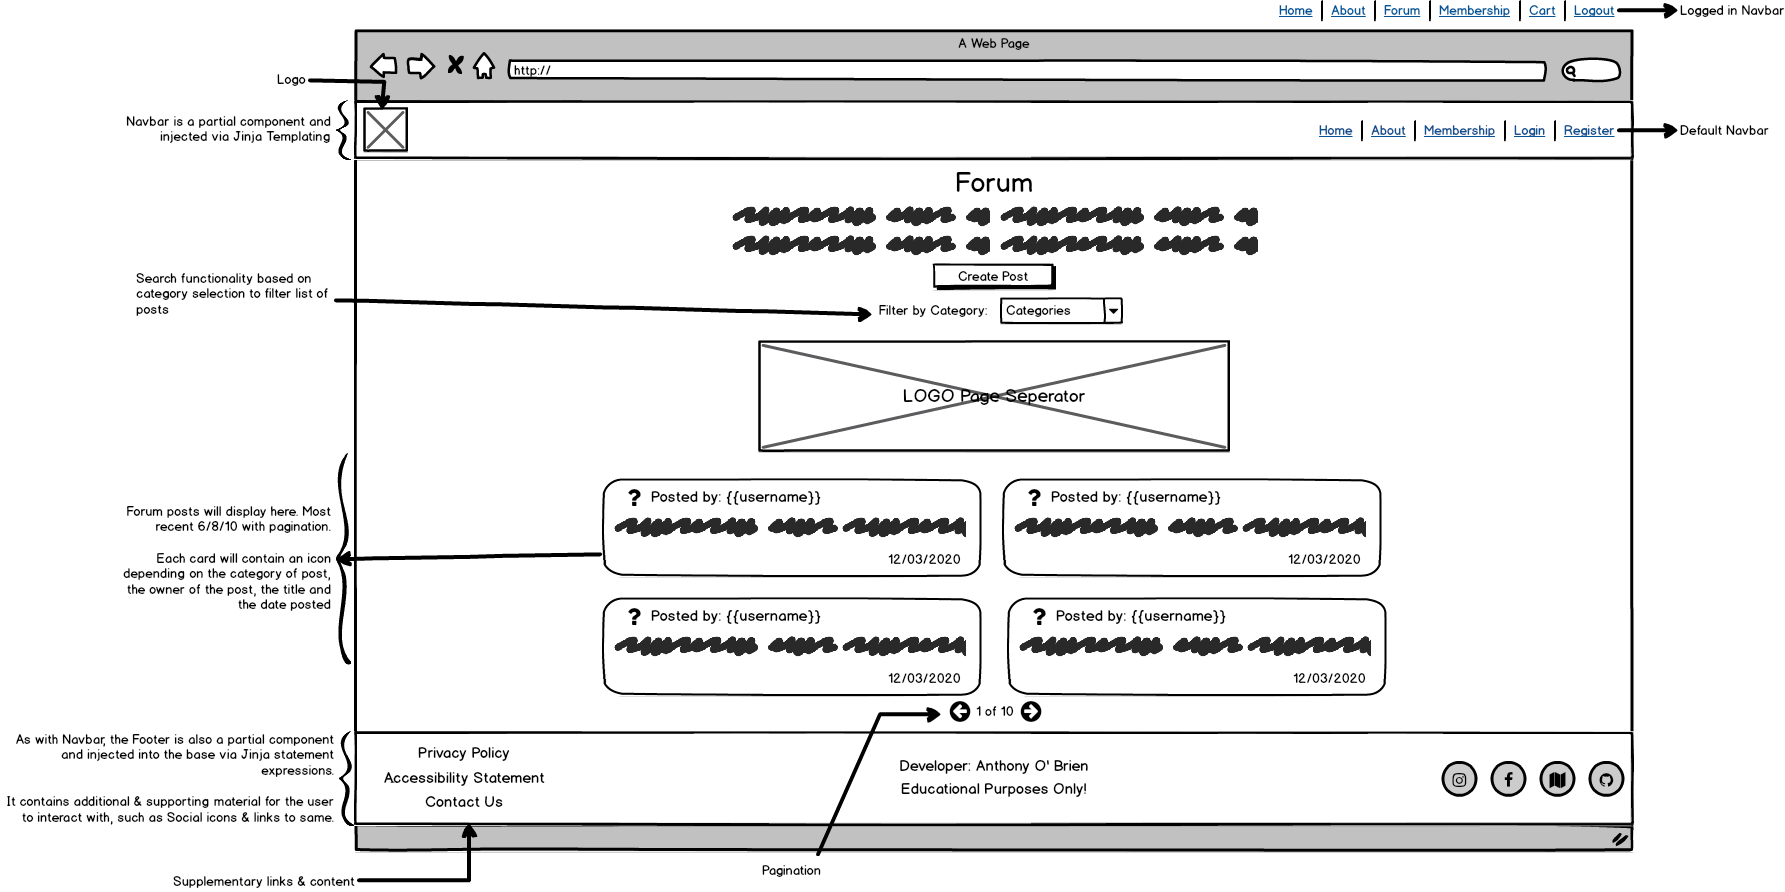 Home | About | Forum | Membership | Cart | Logout
Logged in Navbar
A Web Page
http://
Logo
Navbar is a partial component and
injected via Jinja Templating
Home | About | Membership | Login | Register
Default Navbar
Forum
Create Post
Search functionality based on
category selection to filter list of
posts
Filter by Category:
Categories
LOGO Page Seperator
Forum posts will display here. Most
recent 6/8/10 with pagination.
Each card will contain an icon
depending on the category of post,
the owner of the post, the title and
the date posted
? Posted by: {{username}}
12/03/2020
? Posted by: {{username}}
12/03/2020
? Posted by: {{username}}
12/03/2020
? Posted by: {{username}}
12/03/2020
1 of 10
As with Navbar, the Footer is also a partial component
and injected into the base via Jinja statement
expressions.
It contains additional & supporting material for the user
to interact with, such as Social icons & links to same.
Privacy Policy
Accessibility Statement
Contact Us
Developer: Anthony O' Brien
Educational Purposes Only!
Pagination
Supplementary links & content